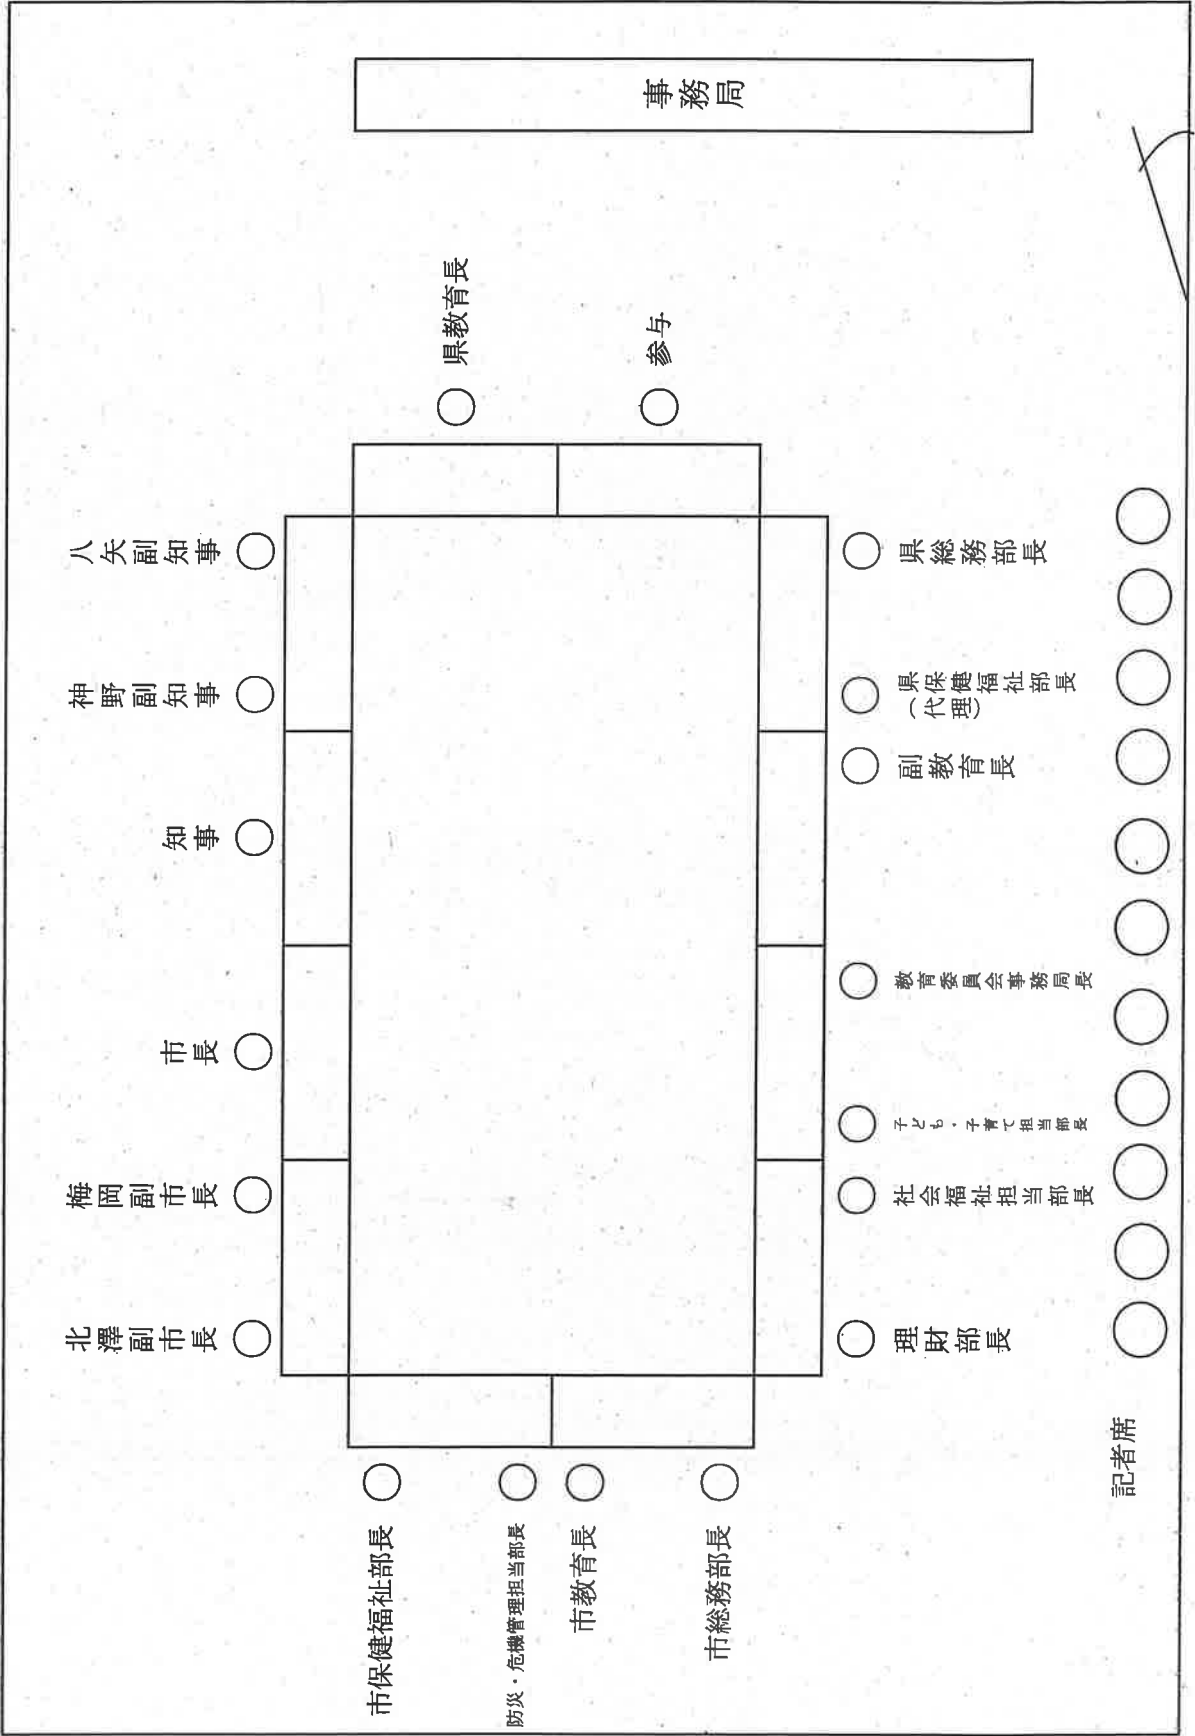 北澤副市長
梅岡副市長
市長
知事
神野副知事
八矢副知事
市保健福祉部長
防災・危機管理担当部長
市教育長
市総務部長
県教育長
参与
事務局
理財部長
社会福祉担当部長
子ども・子育て担当部長
教育委員会事務局長
副教育長
県保健福祉部長
（代理）
県総務部長
記者席